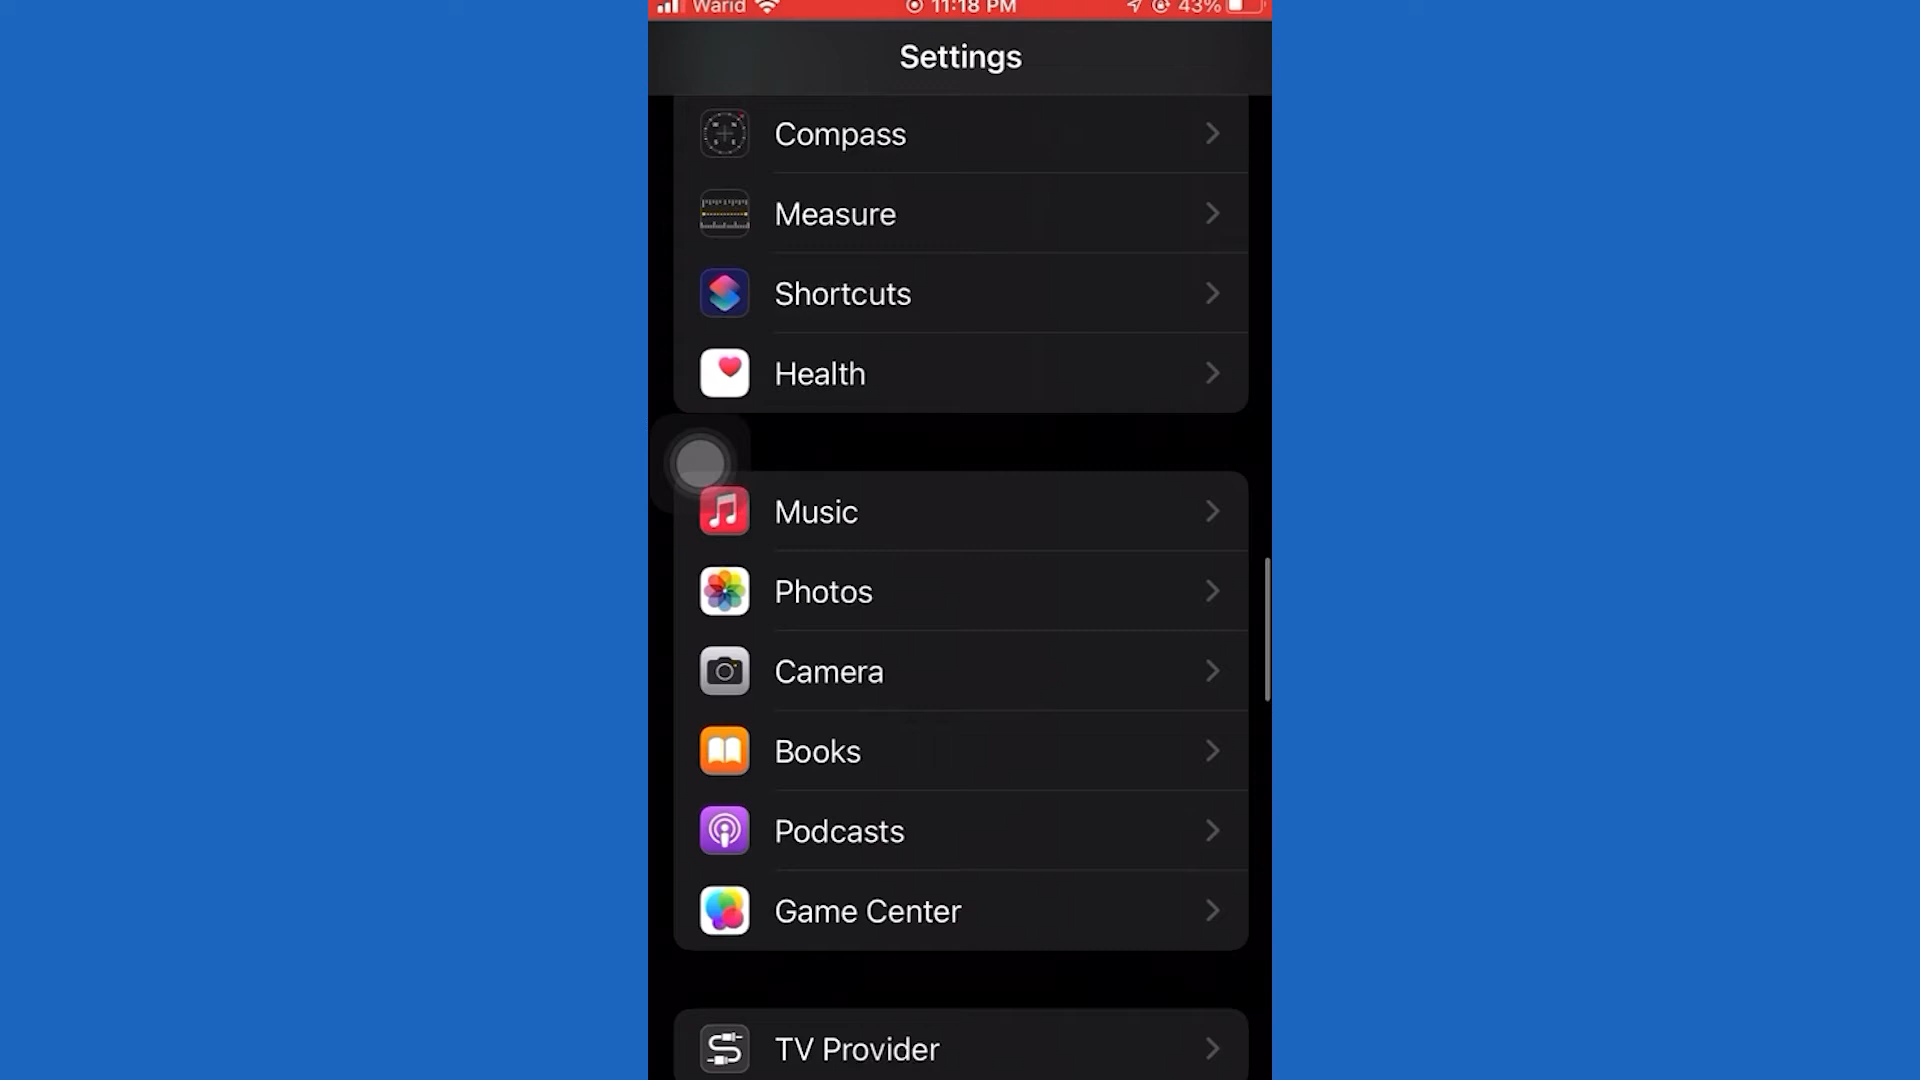 Warid 11:18 PM 43%
Settings
Compass
Measure
Shortcuts
Health
Music
Photos
Camera
Books
Podcasts
Game Center
TV Provider